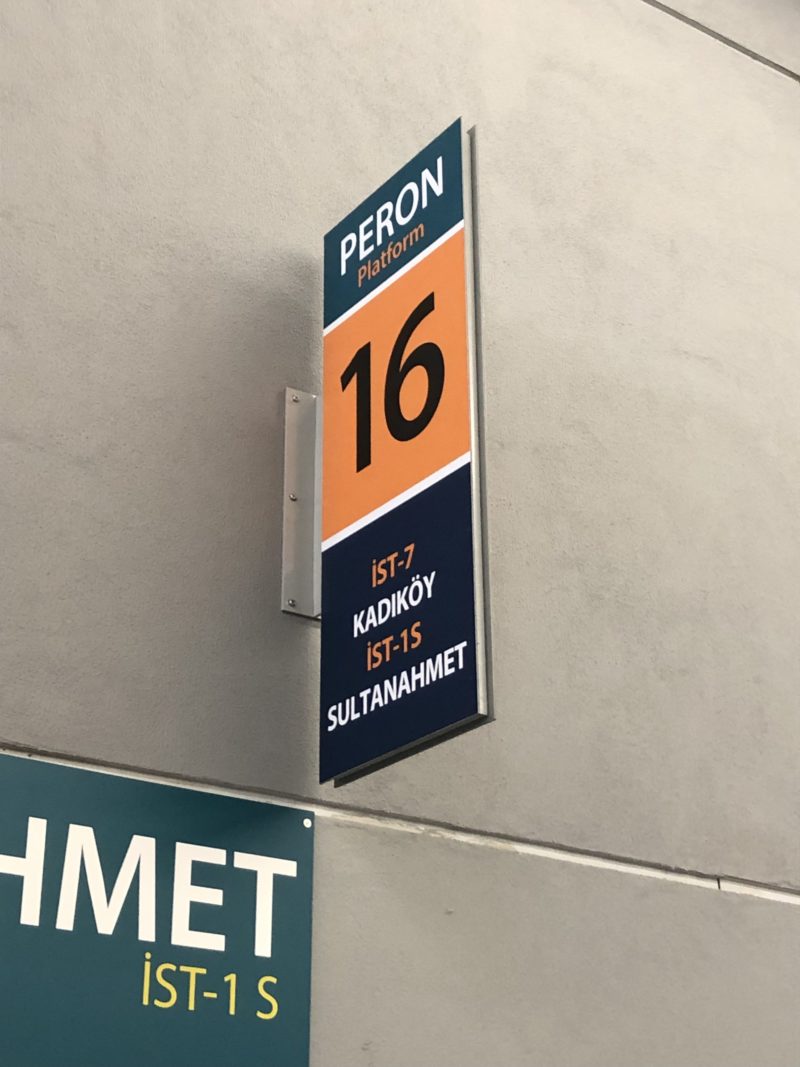 PERON
Platform
16
İST-7
KADIKÖY
İST-1S
SULTANAHMET
HMET
İST-1 S